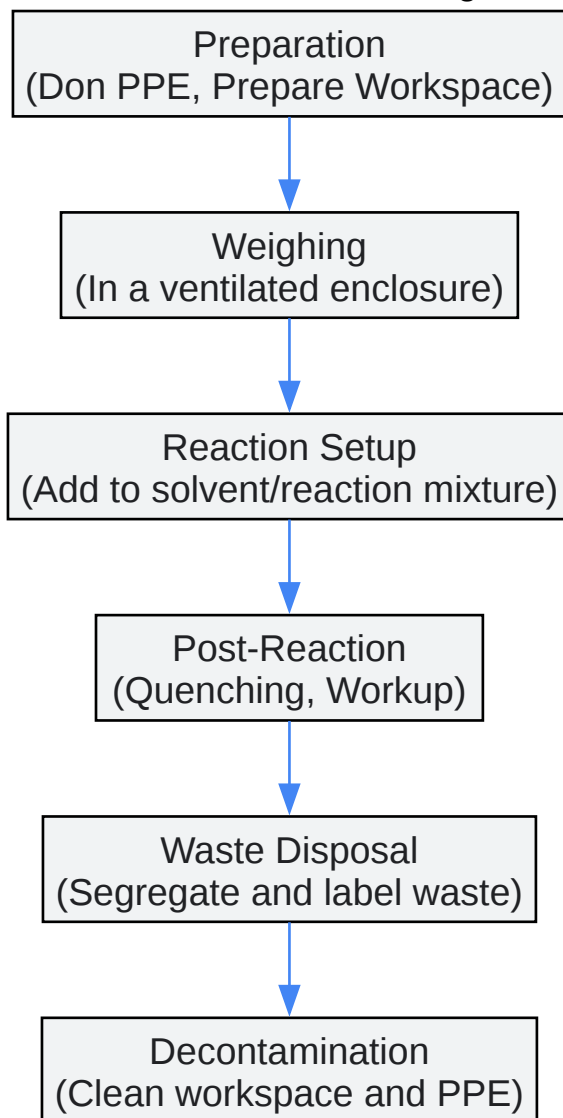 Preparation
(Don PPE, Prepare Workspace)
Weighing
(In a ventilated enclosure)
Reaction Setup
(Add to solvent/reaction mixture)
Post-Reaction
(Quenching, Workup)
Waste Disposal
(Segregate and label waste)
Decontamination
(Clean workspace and PPE)